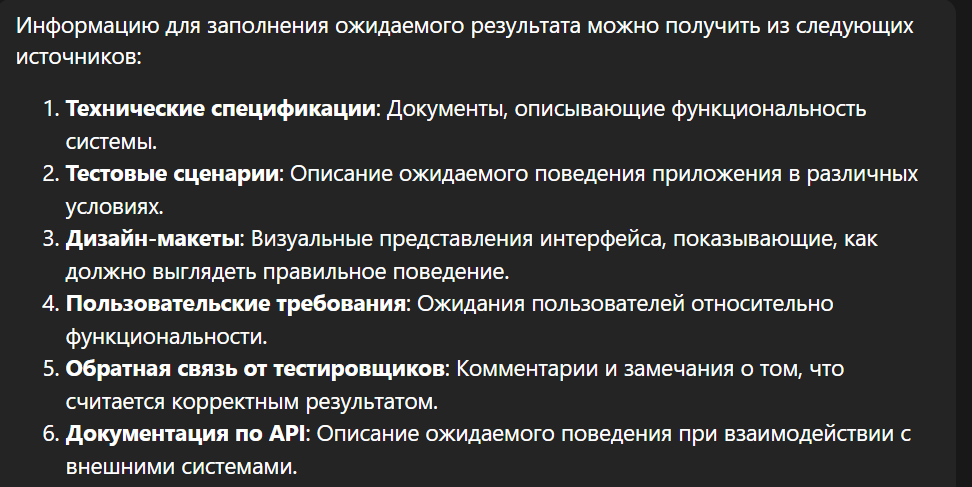 Информацию для заполнения ожидаемого результата можно получить из следующих
источников:
1. Технические спецификации: Документы, описывающие функциональность
системы.
2. Тестовые сценарии: Описание ожидаемого поведения приложения в различных
условиях.
3. Дизайн-макеты: Визуальные представления интерфейса, показывающие, как
должно выглядеть правильное поведение.
4. Пользовательские требования: Ожидания пользователей относительно
функциональности.
5. Обратная связь от тестировщиков: Комментарии и замечания о том, что
считается корректным результатом.
6. Документация по API: Описание ожидаемого поведения при взаимодействии с
внешними системами.